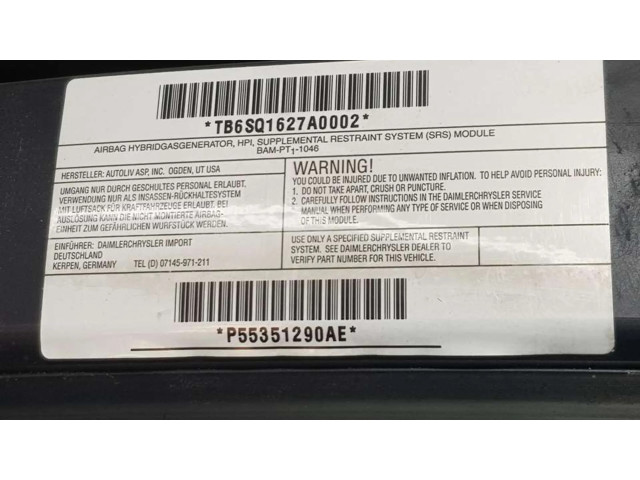 *TB6SQ1627A0002*
AIRBAG HYBRIDGASGENERATOR, HPI, SUPPLEMENTAL RESTRAINT SYSTEM (SRS) MODULE
BAM-PT1-1046
HERSTELLER: AUTOLIV ASP, INC. OGDEN, UT USA
UMGANG NUR DURCH GESCHULTES PERSONAL ERLAUBT.
VERWENDUNG NUR ALS INSASSEN-RÜCKHALTESYSTEM
MIT LUFTSACK FÜR KRAFTFAHRZEUGE ERLAUBT. BEI
AUSLÖSUNG KANN DIE NICHT MONTIERTE AIRBAG-
EINHEIT ZUM GEFÄHRLICHEN WURFSTÜCK WERDEN.
EINFÜHRER: DAIMLERCHRYSLER IMPORT
DEUTSCHLAND
KERPEN, GERMANY TEL (D) 07145-971-211
WARNING!
YOU COULD BE INJURED DUE TO UNWANTED INFLATION. TO HELP AVOID PERSONAL INJURY:
1. DO NOT TAKE APART, CRUSH OR PUNCTURE.
2. CAREFULLY FOLLOW INSTRUCTIONS IN THE DAIMLERCHRYSLER SERVICE
MANUAL WHEN PERFORMING ANY TYPE OF SERVICE OR DISPOSITION
OF THIS MODULE.
USE ONLY A SPECIFIED SUPPLEMENTAL RESTRAINT
SYSTEM. SEE DAIMLERCHRYSLER DEALER TO
VERIFY PART NUMBER FOR THIS VEHICLE.
*P55351290AE*